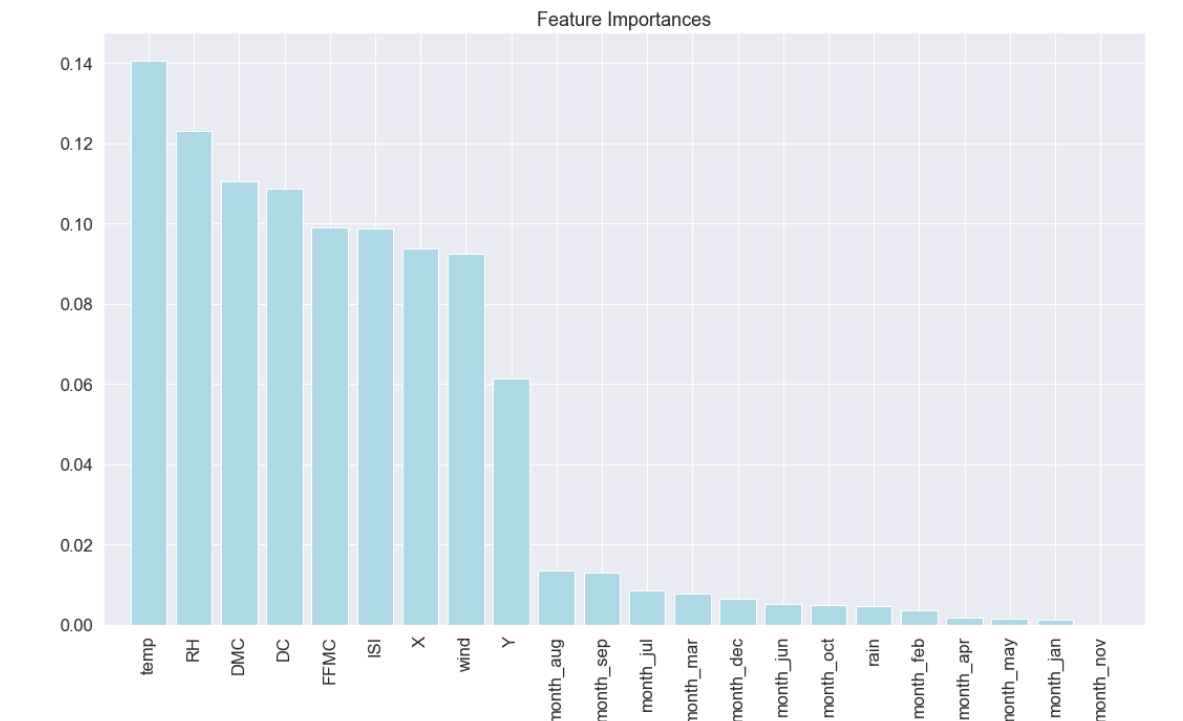 Feature Importances
0.14
0.12
0.10
0.08
0.06
0.04
0.02
0.00
temp
RH
DMC
DC
FFMC
ISI
X
wind
Y
month_aug
month_sep
month_jul
month_mar
month_dec
month_jun
month_oct
rain
month_feb
month_apr
month_may
month_jan
month_nov